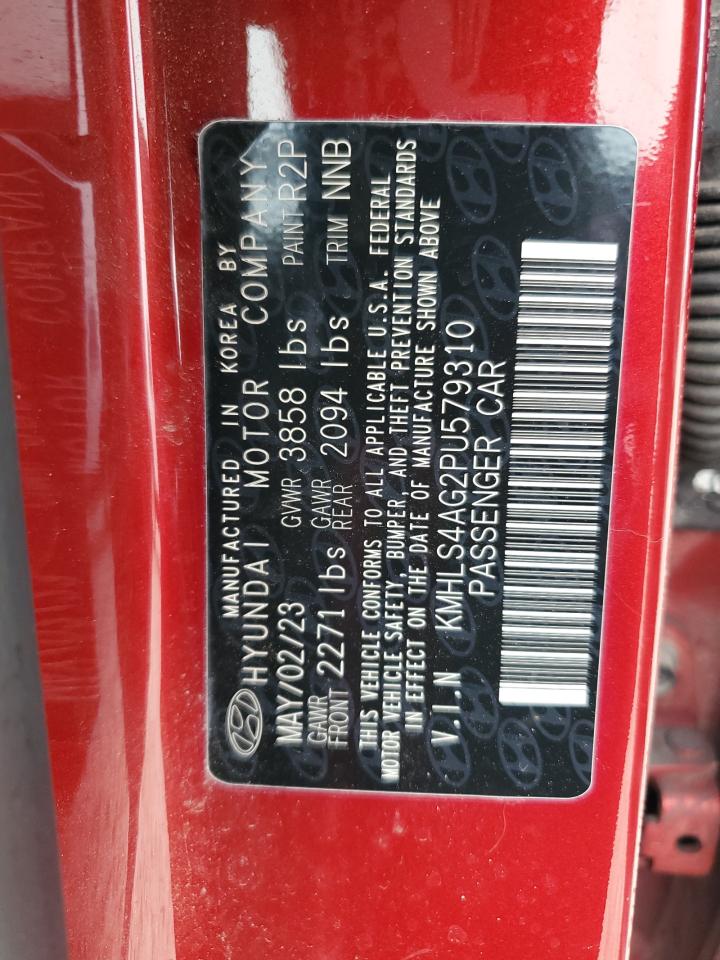 MANUFACTURED IN KOREA BY
HYUNDAI MOTOR COMPANY
MAY/02/23 GVWR 3858 lbs PAINT R2P
GAWR FRONT 2271 lbs GAWR REAR 2094 lbs TRIM NNB
THIS VEHICLE CONFORMS TO ALL APPLICABLE U.S.A. FEDERAL
MOTOR VEHICLE SAFETY, BUMPER, AND THEFT PREVENTION STANDARDS
IN EFFECT ON THE DATE OF MANUFACTURE SHOWN ABOVE
V.I.N KMHLS4AG2PU579310
PASSENGER CAR